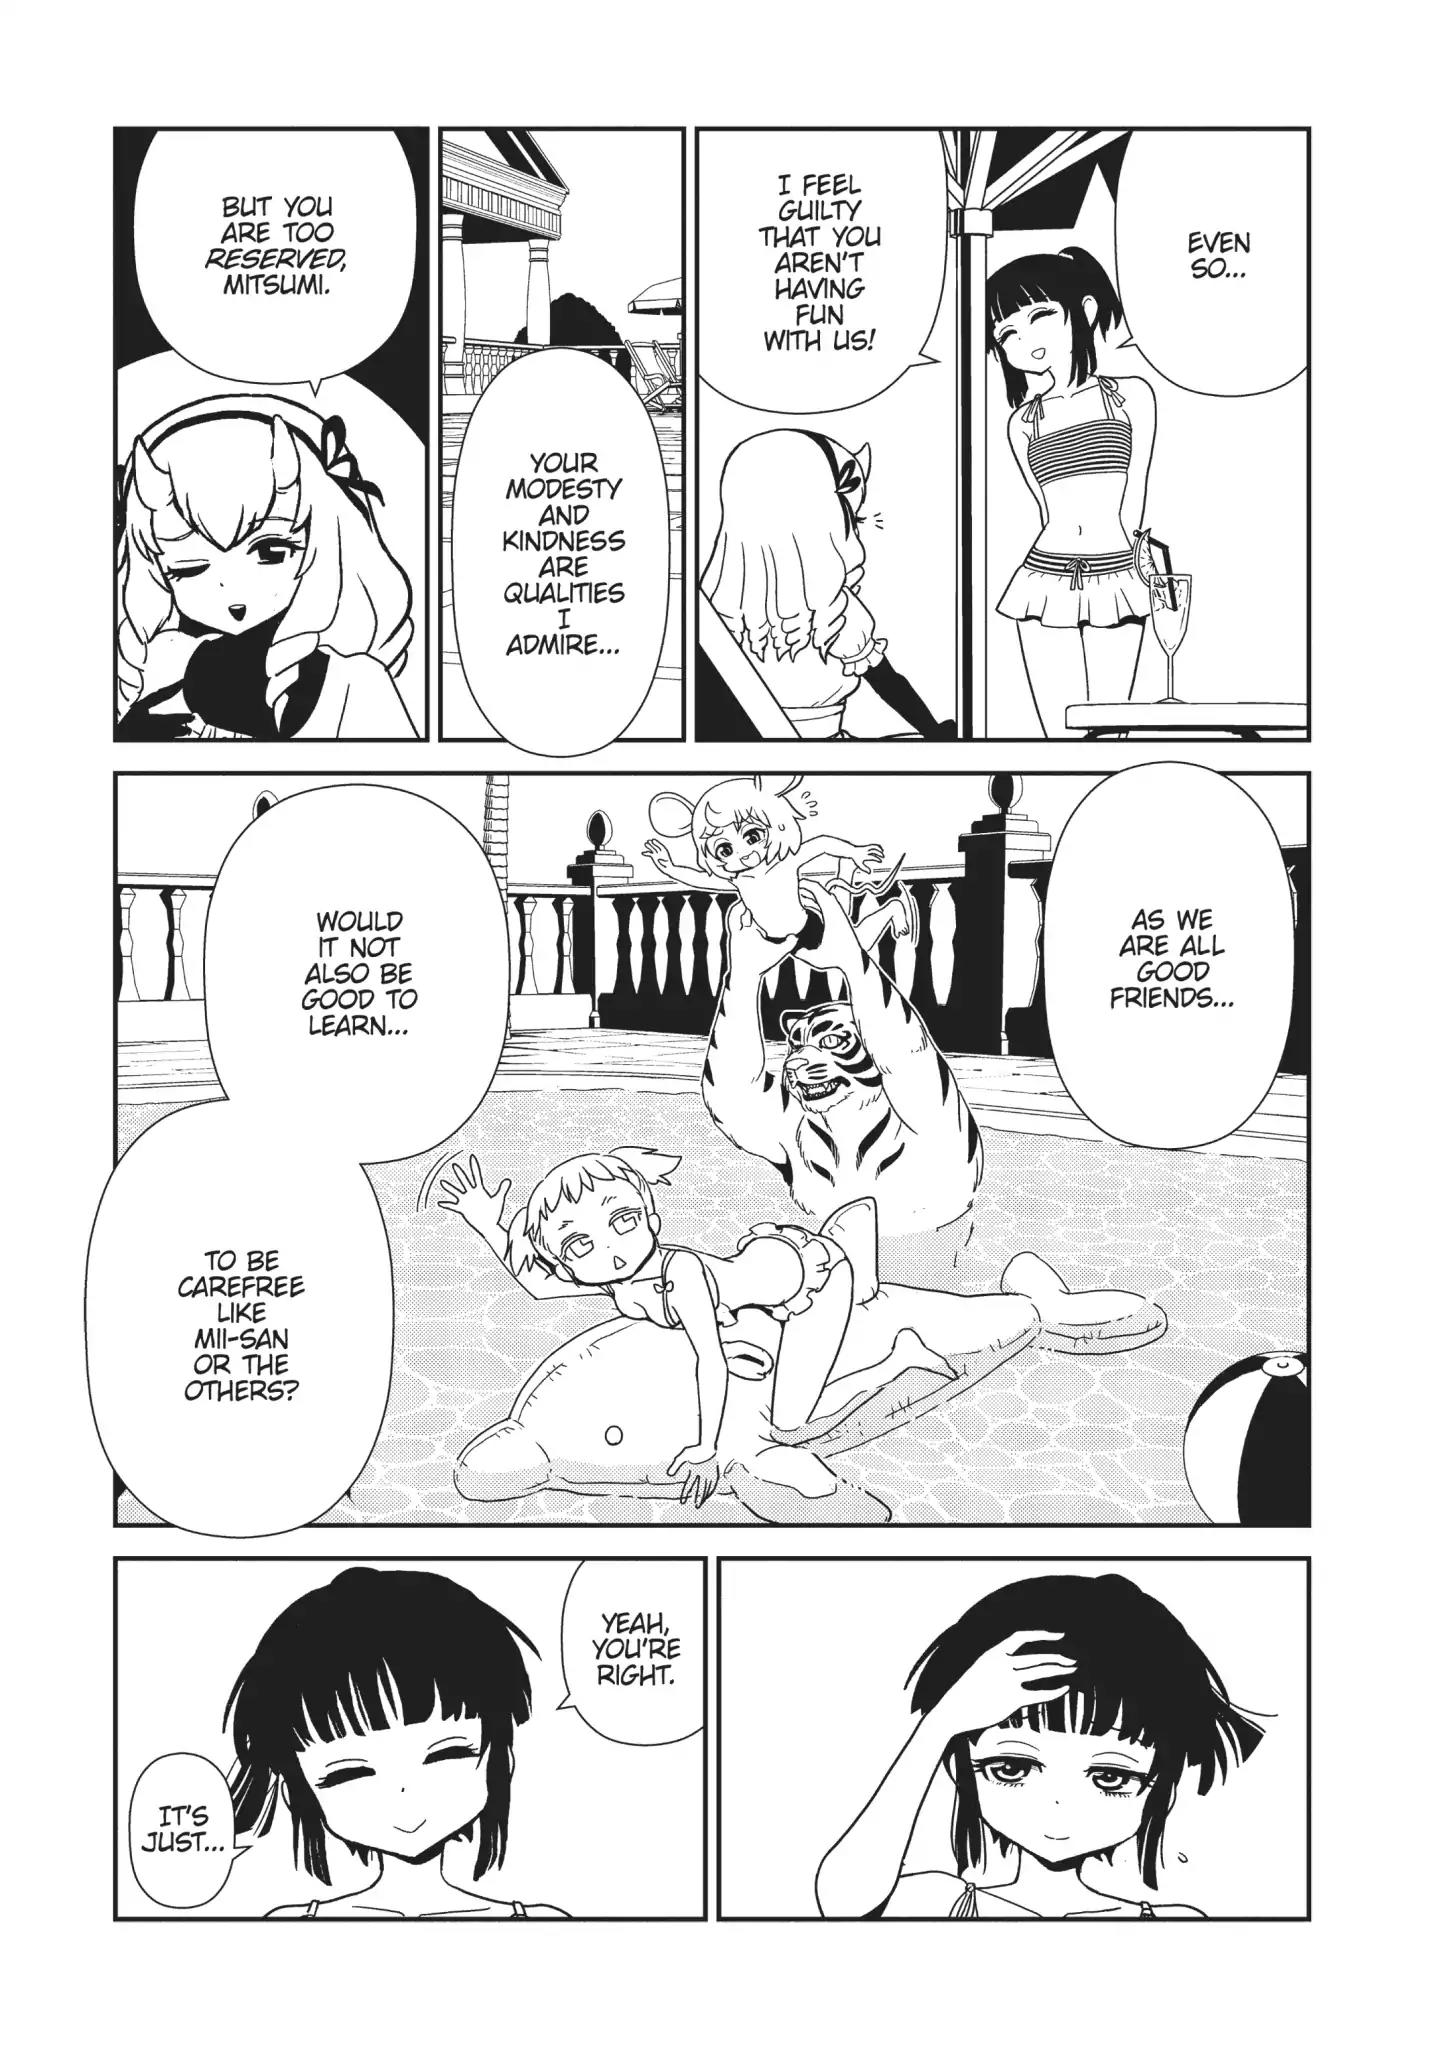 EVEN
SO...
I FEEL
GUILTY
THAT YOU
AREN'T
HAVING
FUN
WITH US!
YOUR
MODESTY
AND
KINDNESS
ARE
QUALITIES
I
ADMIRE...
BUT YOU
ARE TOO
RESERVED,
MITSUMI.
AS WE
ARE ALL
GOOD
FRIENDS...
WOULD
IT NOT
ALSO BE
GOOD TO
LEARN...
TO BE
CAREFREE
LIKE
MII-SAN
OR THE
OTHERS?
YEAH,
YOU'RE
RIGHT.
IT'S
JUST...